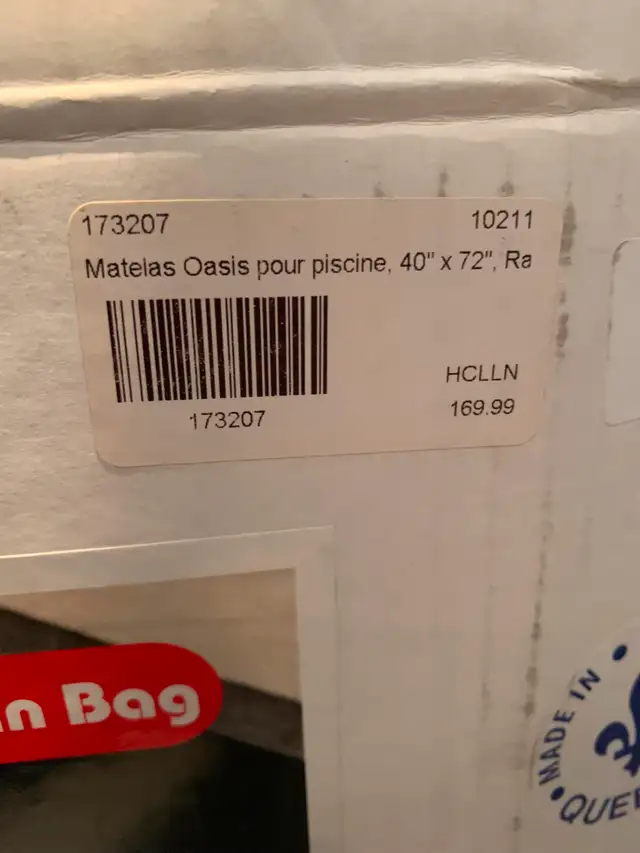 173207 10211
Matelas Oasis pour piscine, 40" x 72", Ra
HCLLN
173207 169.99
n Bag
MADE IN
QUE